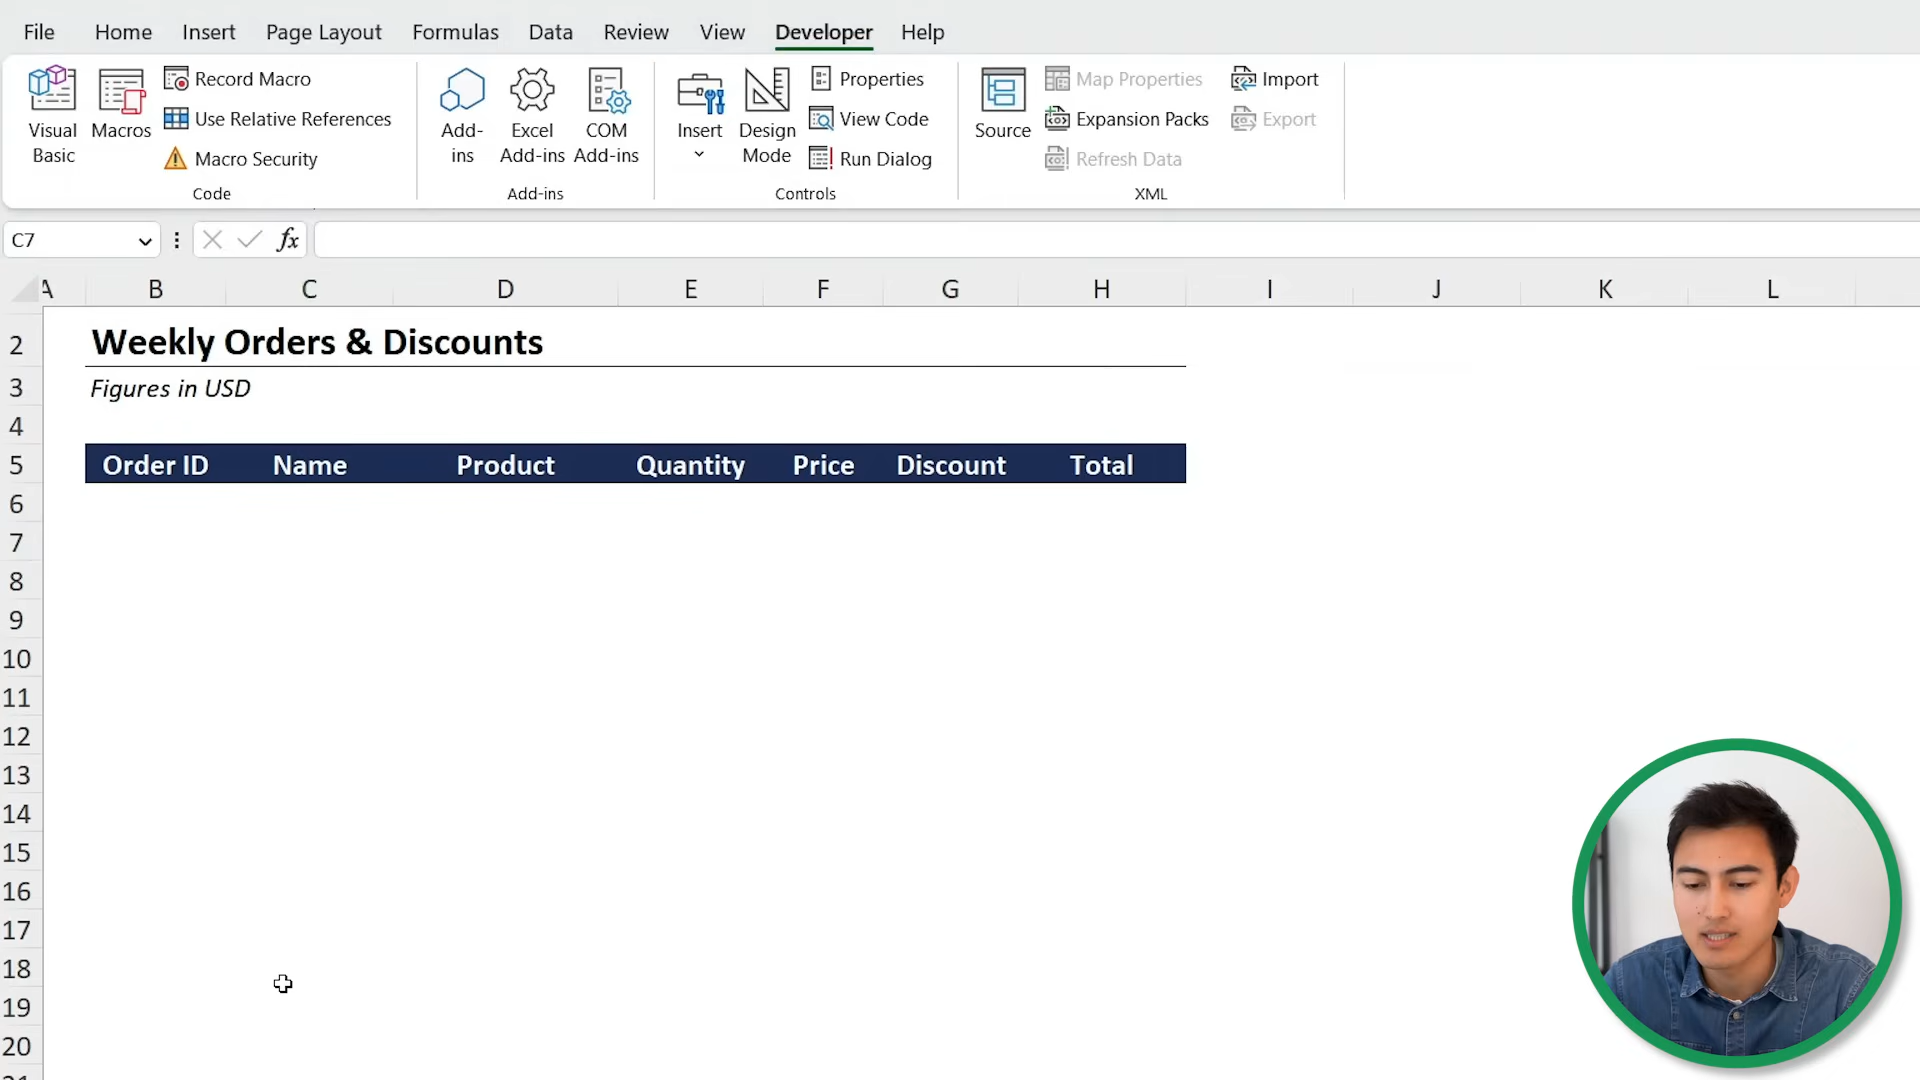 File Home Insert Page Layout Formulas Data Review View Developer Help
Visual Basic
Macros
Record Macro
Use Relative References
Macro Security
Code
Add-ins
Excel Add-ins
COM Add-ins
Add-ins
Insert
Design Mode
Properties
View Code
Run Dialog
Controls
Source
Map Properties
Expansion Packs
Refresh Data
Import
Export
XML
C7
fx
A B C D E F G H I J K L
2 Weekly Orders & Discounts
3 Figures in USD
4
5 Order ID Name Product Quantity Price Discount Total
6
7
8
9
10
11
12
13
14
15
16
17
18
19
20